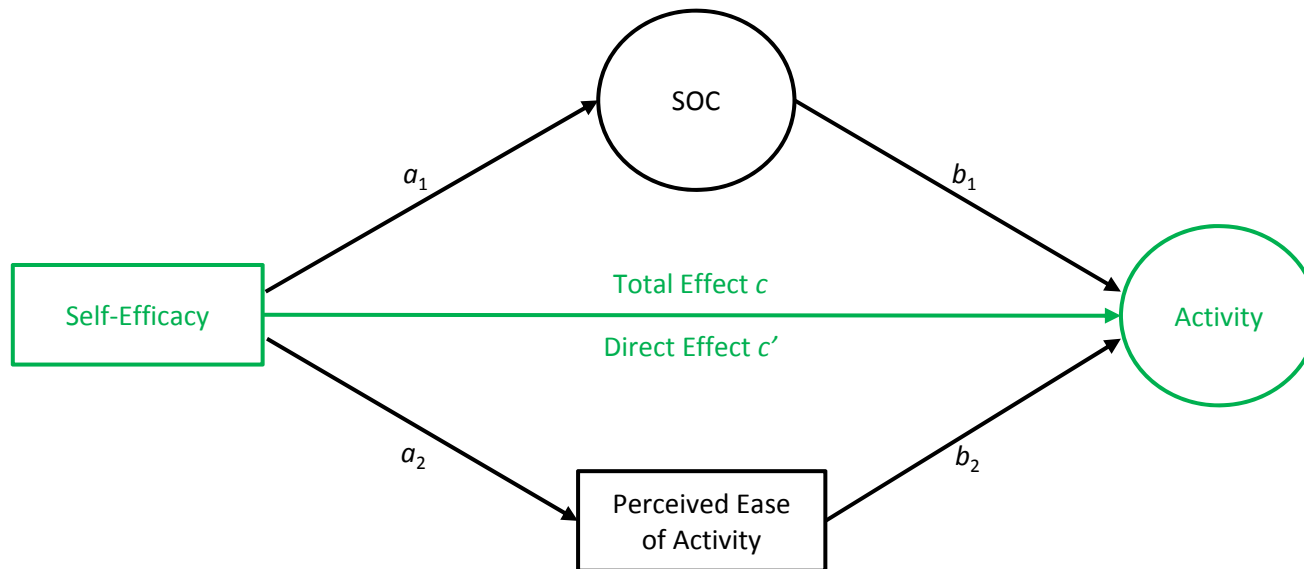 SOC
a₁
b₁
Total Effect c
Self-Efficacy
Activity
Direct Effect c’
a₂
b₂
Perceived Ease
of Activity